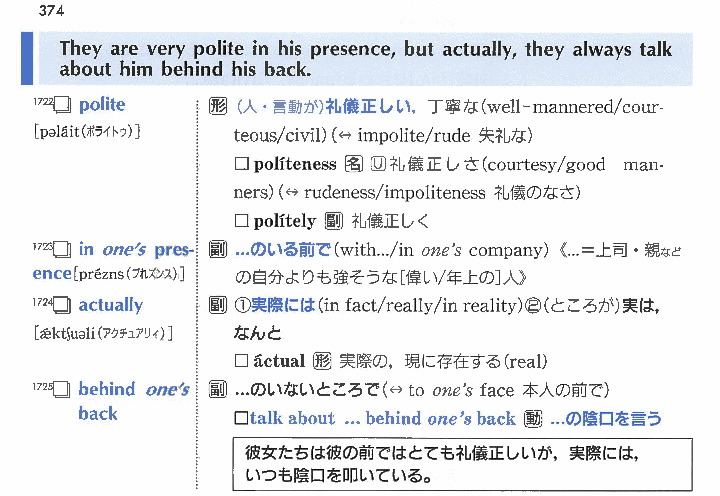 374
They are very polite in his presence, but actually, they always talk
about him behind his back.
1722 polite
[pəláit(ポライトゥ)]
形 (人・言動が)礼儀正しい, 丁寧な(well-mannered/cour-
teous/civil)(↔ impolite/rude 失礼な)
□ políteness 名 U 礼儀正しさ(courtesy/good man-
ners)(↔ rudeness/impoliteness 礼儀のなさ)
□ polítely 副 礼儀正しく
1723 in one's pres-
ence[prézns(プれズンス)]
副 …のいる前で(with.../in one's company)《…=上司・親など
の自分よりも強そうな[偉い/年上の]人》
1724 actually
[ǽktʃuəli(アクチュアリィ)]
副 ①実際には(in fact/really/in reality)②(ところが)実は,
なんと
□ áctual 形 実際の, 現に存在する(real)
1725 behind one's
back
副 …のいないところで(↔ to one's face 本人の前で)
□talk about ... behind one's back 動 …の陰口を言う
彼女たちは彼の前ではとても礼儀正しいが, 実際には,
いつも陰口を叩いている。